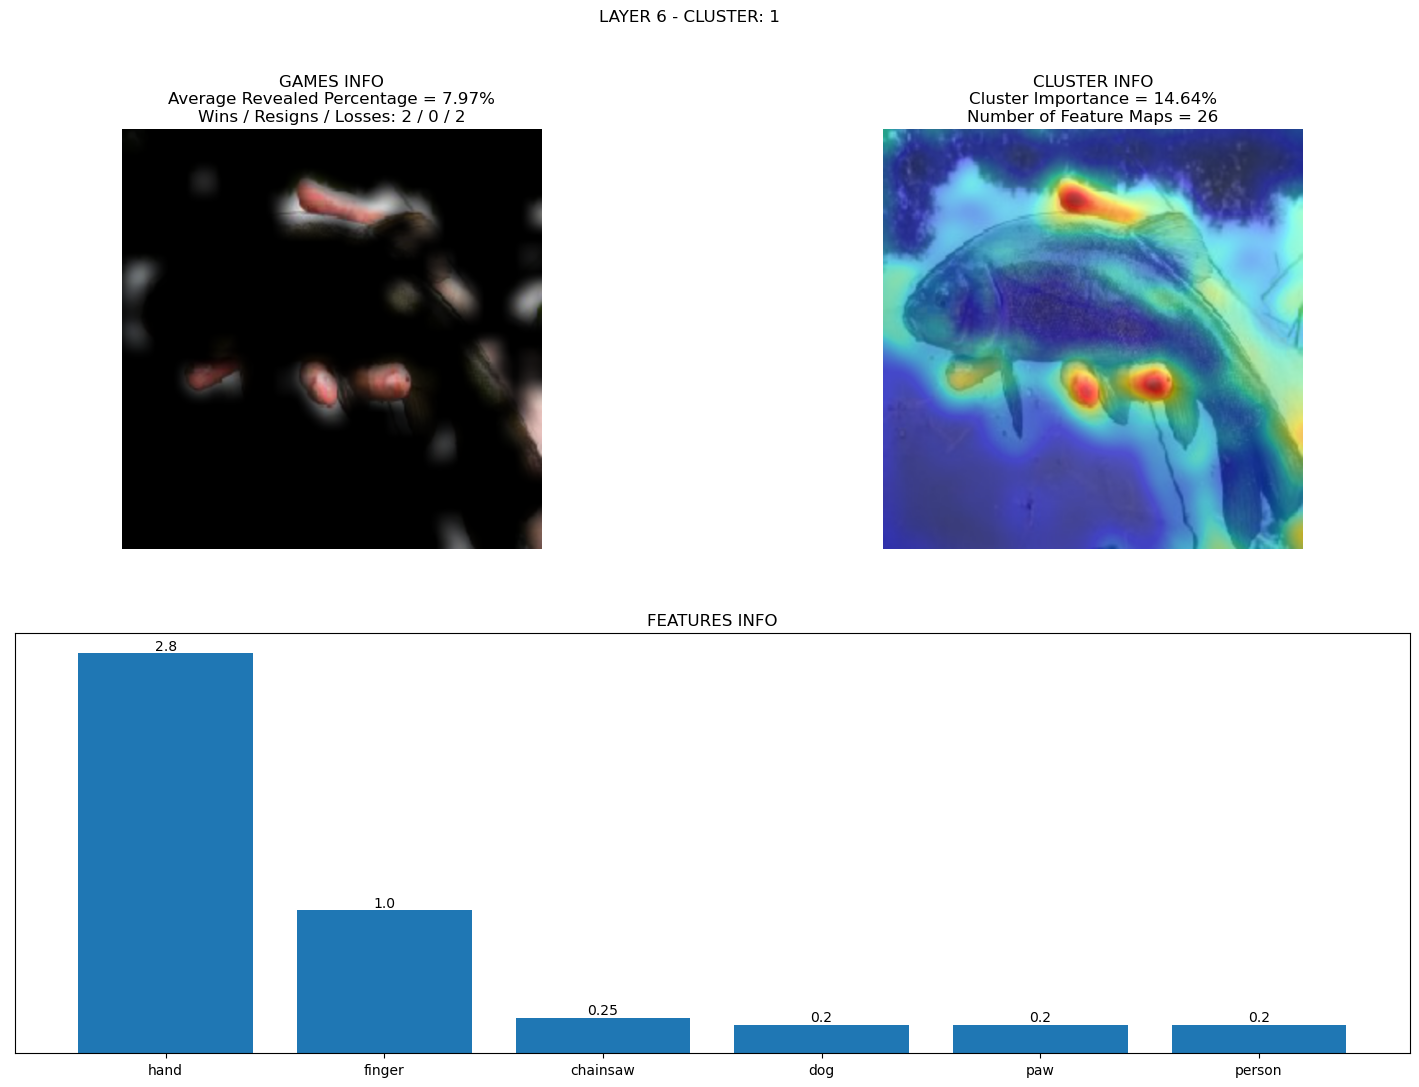 LAYER 6 - CLUSTER: 1
GAMES INFO
Average Revealed Percentage = 7.97%
Wins / Resigns / Losses: 2 / 0 / 2
CLUSTER INFO
Cluster Importance = 14.64%
Number of Feature Maps = 26
FEATURES INFO
2.8
1.0
0.25
0.2
0.2
0.2
hand
finger
chainsaw
dog
paw
person